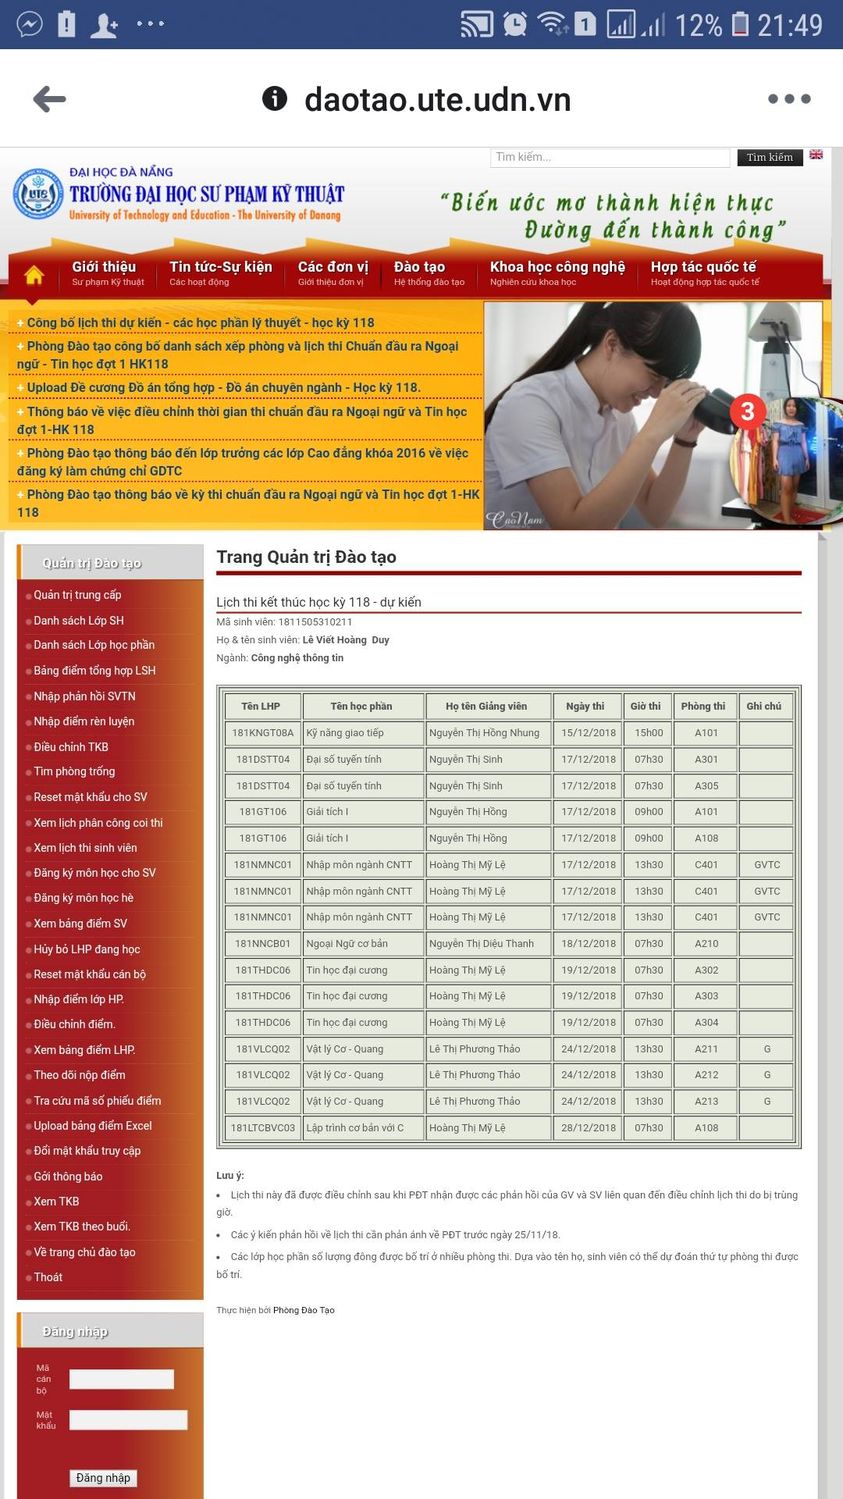 12% 21:49
daotao.ute.udn.vn
Tìm kiếm... Tìm kiếm
ĐẠI HỌC ĐÀ NẴNG
TRƯỜNG ĐẠI HỌC SƯ PHẠM KỸ THUẬT
University of Technology and Education - The University of Danang
“Biến ước mơ thành hiện thực
Đường đến thành công”
Giới thiệu Tin tức-Sự kiện Các đơn vị Đào tạo Khoa học công nghệ Hợp tác quốc tế
Sư phạm Kỹ thuật Các hoạt động Giới thiệu đơn vị Hệ thống đào tạo Nghiên cứu khoa học Hoạt động hợp tác quốc tế
+ Công bố lịch thi dự kiến - các học phần lý thuyết - học kỳ 118
+ Phòng Đào tạo công bố danh sách xếp phòng và lịch thi Chuẩn đầu ra Ngoại
ngữ - Tin học đợt 1 HK118
+ Upload Đề cương Đồ án tổng hợp - Đồ án chuyên ngành - Học kỳ 118.
+ Thông báo về việc điều chỉnh thời gian thi chuẩn đầu ra Ngoại ngữ và Tin học
đợt 1-HK 118
+ Phòng Đào tạo thông báo đến lớp trưởng các lớp Cao đẳng khóa 2016 về việc
đăng ký làm chứng chỉ GDTC
+ Phòng Đào tạo thông báo về kỳ thi chuẩn đầu ra Ngoại ngữ và Tin học đợt 1-HK
118
3
CaoNam
Quản trị Đào tạo
Quản trị trung cấp
Danh sách Lớp SH
Danh sách Lớp học phần
Bảng điểm tổng hợp LSH
Nhập phản hồi SVTN
Nhập điểm rèn luyện
Điều chỉnh TKB
Tìm phòng trống
Reset mật khẩu cho SV
Xem lịch phân công coi thi
Xem lịch thi sinh viên
Đăng ký môn học cho SV
Đăng ký môn học hè
Xem bảng điểm SV
Hủy bỏ LHP đang học
Reset mật khẩu cán bộ
Nhập điểm lớp HP.
Điều chỉnh điểm.
Xem bảng điểm LHP.
Theo dõi nộp điểm
Tra cứu mã số phiếu điểm
Upload bảng điểm Excel
Đổi mật khẩu truy cập
Gởi thông báo
Xem TKB
Xem TKB theo buổi.
Về trang chủ đào tạo
Thoát
Đăng nhập
Mã
cán
bộ
Mật
khẩu
Đăng nhập
Trang Quản trị Đào tạo
Lịch thi kết thúc học kỳ 118 - dự kiến
Mã sinh viên: 1811505310211
Họ & tên sinh viên: Lê Viết Hoàng Duy
Ngành: Công nghệ thông tin
Tên LHP Tên học phần Họ tên Giảng viên Ngày thi Giờ thi Phòng thi Ghi chú
181KNGT08A Kỹ năng giao tiếp Nguyễn Thị Hồng Nhung 15/12/2018 15h00 A101
181DSTT04 Đại số tuyến tính Nguyễn Thị Sinh 17/12/2018 07h30 A301
181DSTT04 Đại số tuyến tính Nguyễn Thị Sinh 17/12/2018 07h30 A305
181GT106 Giải tích I Nguyễn Thị Hồng 17/12/2018 09h00 A101
181GT106 Giải tích I Nguyễn Thị Hồng 17/12/2018 09h00 A108
181NMNC01 Nhập môn ngành CNTT Hoàng Thị Mỹ Lệ 17/12/2018 13h30 C401 GVTC
181NMNC01 Nhập môn ngành CNTT Hoàng Thị Mỹ Lệ 17/12/2018 13h30 C401 GVTC
181NMNC01 Nhập môn ngành CNTT Hoàng Thị Mỹ Lệ 17/12/2018 13h30 C401 GVTC
181NNCB01 Ngoại Ngữ cơ bản Nguyễn Thị Diệu Thanh 18/12/2018 07h30 A210
181THDC06 Tin học đại cương Hoàng Thị Mỹ Lệ 19/12/2018 07h30 A302
181THDC06 Tin học đại cương Hoàng Thị Mỹ Lệ 19/12/2018 07h30 A303
181THDC06 Tin học đại cương Hoàng Thị Mỹ Lệ 19/12/2018 07h30 A304
181VLCQ02 Vật lý Cơ - Quang Lê Thị Phương Thảo 24/12/2018 13h30 A211 G
181VLCQ02 Vật lý Cơ - Quang Lê Thị Phương Thảo 24/12/2018 13h30 A212 G
181VLCQ02 Vật lý Cơ - Quang Lê Thị Phương Thảo 24/12/2018 13h30 A213 G
181LTCBVC03 Lập trình cơ bản với C Hoàng Thị Mỹ Lệ 28/12/2018 07h30 A108
Lưu ý:
• Lịch thi này đã được điều chỉnh sau khi PĐT nhận được các phản hồi của GV và SV liên quan đến điều chỉnh lịch thi do bị trùng
giờ.
• Các ý kiến phản hồi về lịch thi cần phản ánh về PĐT trước ngày 25/11/18.
• Các lớp học phần số lượng đông được bố trí ở nhiều phòng thi. Dựa vào tên họ, sinh viên có thể dự đoán thứ tự phòng thi được
bố trí.
Thực hiện bởi Phòng Đào Tạo